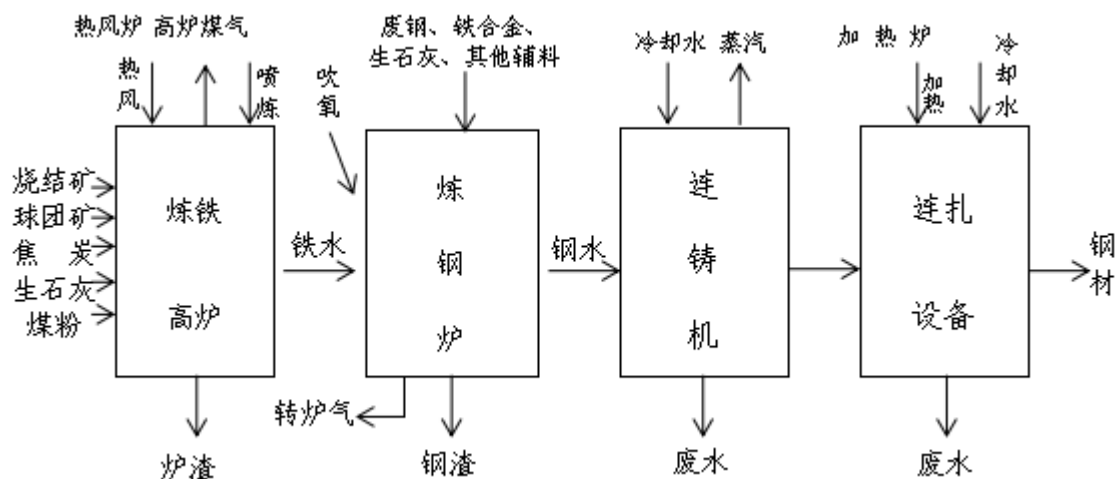 热风炉 高炉煤气
热风
喷炼
吹氧
废钢、铁合金、
生石灰、其他辅料
冷却水 蒸汽
加 热 炉
加热
冷却水
烧结矿
球团矿
焦 炭
生石灰
煤粉
炼铁
高炉
铁水
炼
钢
炉
钢水
连
铸
机
连扎
设备
钢材
转炉气
炉渣
钢渣
废水
废水